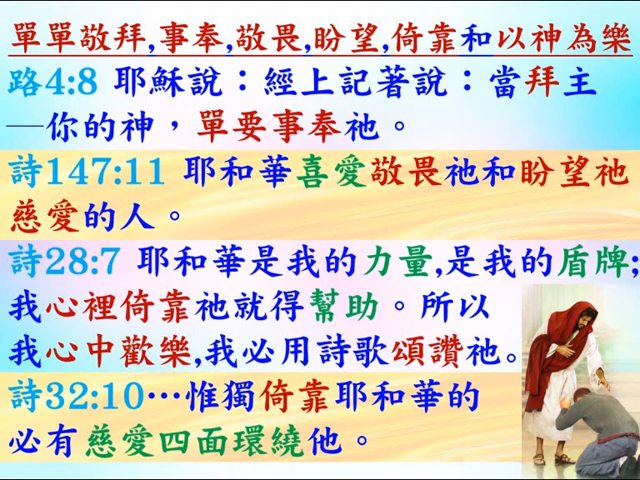 單單敬拜,事奉,敬畏,盼望,倚靠和以神為樂
路4:8 耶穌說：經上記著說：當拜主
─你的神，單要事奉祂。
詩147:11 耶和華喜愛敬畏祂和盼望祂
慈愛的人。
詩28:7 耶和華是我的力量,是我的盾牌;
我心裡倚靠祂就得幫助。所以
我心中歡樂,我必用詩歌頌讚祂。
詩32:10…惟獨倚靠耶和華的
必有慈愛四面環繞他。